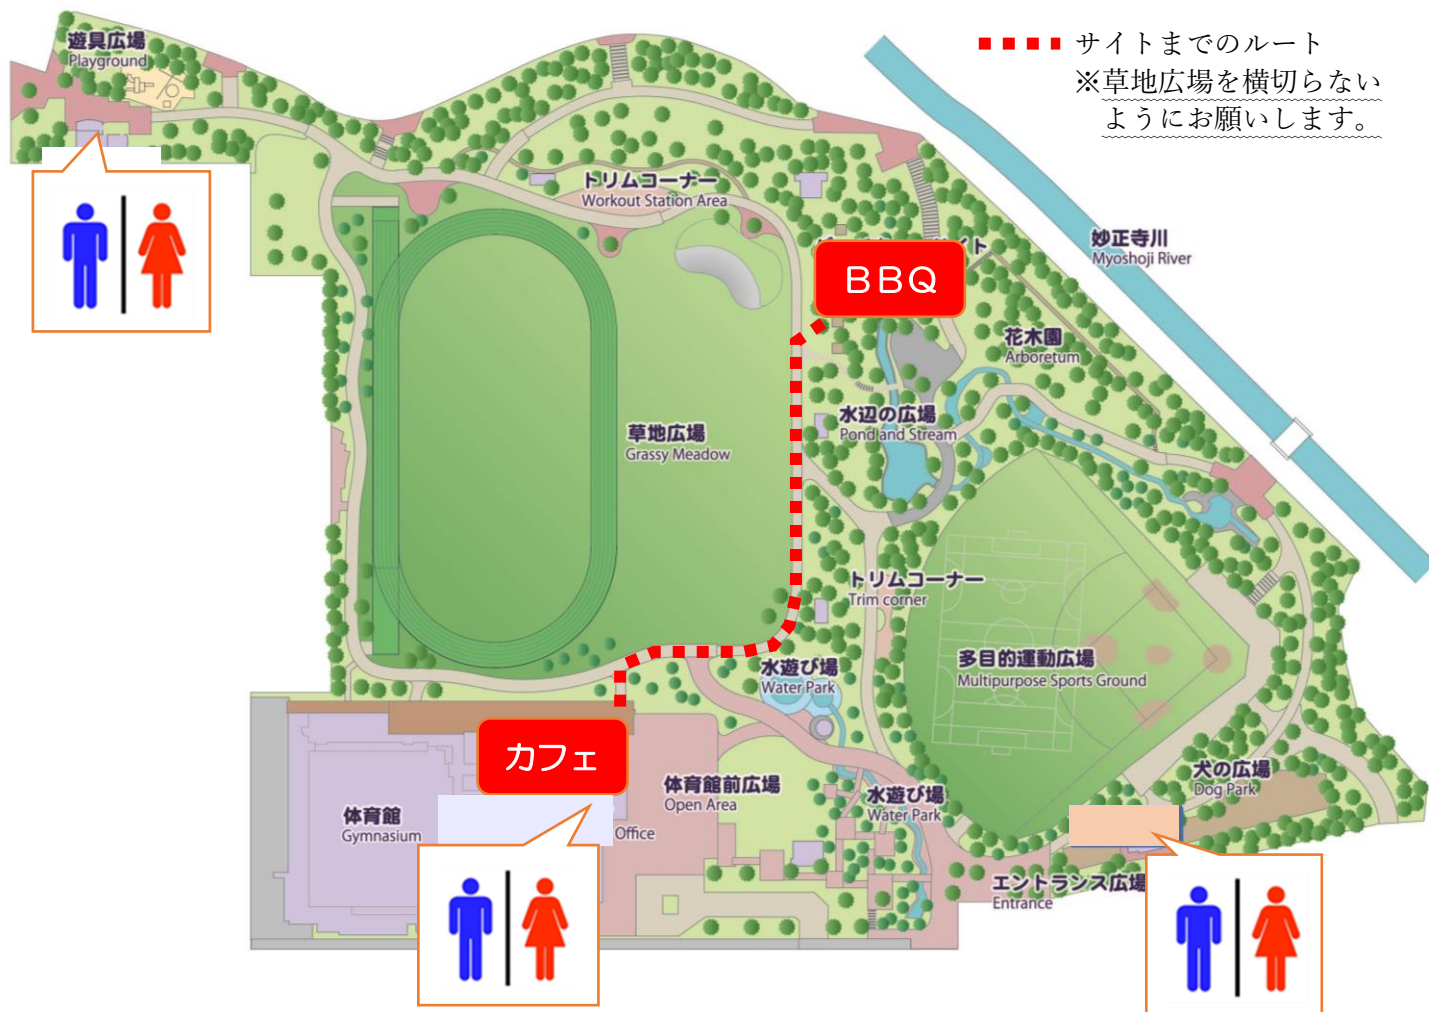 遊具広場
Playground
サイトまでのルート
※草地広場を横切らない
ようにお願いします。
トリムコーナー
Workout Station Area
妙正寺川
Myoshoji River
イト
BBQ
花木園
Arboretum
水辺の広場
Pond and Stream
草地広場
Grassy Meadow
トリムコーナー
Trim corner
多目的運動広場
Multipurpose Sports Ground
水遊び場
Water Park
カフェ
体育館前広場
Open Area
犬の広場
Dog Park
水遊び場
Water Park
体育館
Gymnasium
Office
エントランス広場
Entrance